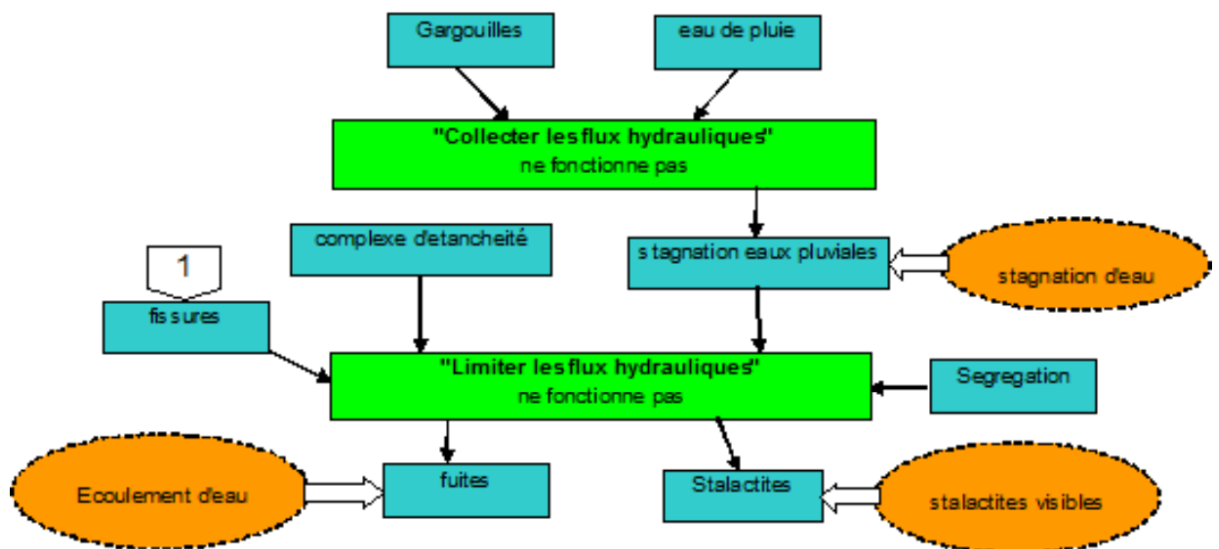 Gargouilles
eau de pluie
"Collecter les flux hydrauliques"
ne fonctionne pas
complexe d'etancheité
stagnation eaux pluviales
stagnation d'eau
1
fissures
"Limiter les flux hydrauliques"
ne fonctionne pas
Segregation
Ecoulement d'eau
fuites
Stalactites
stalactites visibles